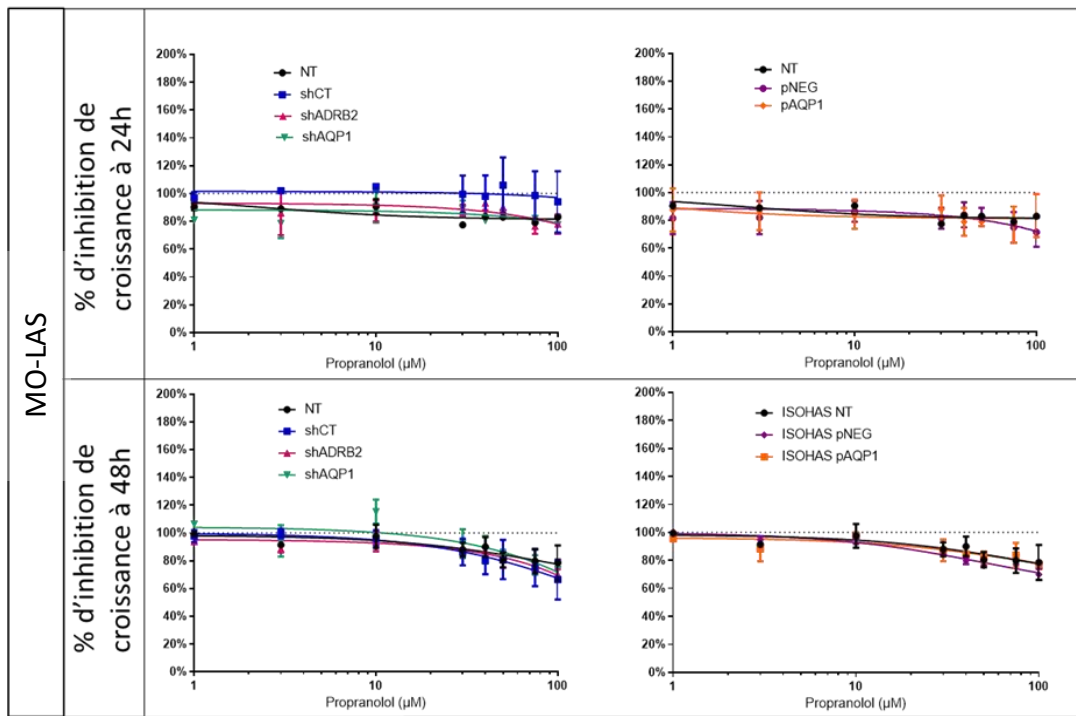 MO-LAS
% d'inhibition de
croissance à 24h
200%
180%
160%
140%
120%
100%
80%
60%
40%
20%
0%
NT
shCT
shADRB2
shAQP1
1
10
100
Propranolol (µM)
200%
180%
160%
140%
120%
100%
80%
60%
40%
20%
0%
NT
pNEG
pAQP1
1
10
100
Propranolol (µM)
% d'inhibition de
croissance à 48h
200%
180%
160%
140%
120%
100%
80%
60%
40%
20%
0%
NT
shCT
shADRB2
shAQP1
1
10
100
Propranolol (µM)
200%
180%
160%
140%
120%
100%
80%
60%
40%
20%
0%
ISOHAS NT
ISOHAS pNEG
ISOHAS pAQP1
1
10
100
Propranolol (µM)